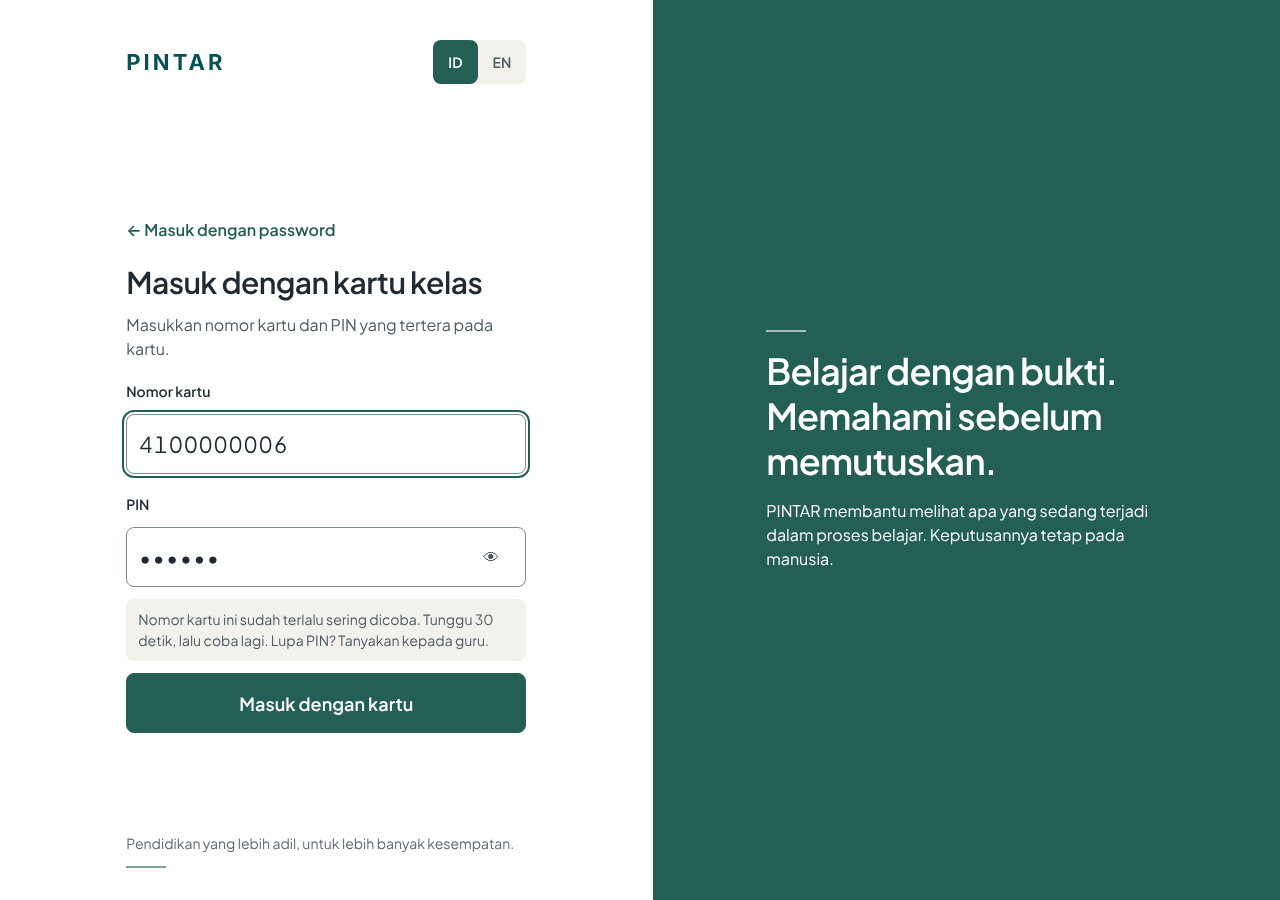 PINTAR
ID
EN
← Masuk dengan password
Masuk dengan kartu kelas
Masukkan nomor kartu dan PIN yang tertera pada
kartu.
Nomor kartu
4100000006
PIN
••••••
Nomor kartu ini sudah terlalu sering dicoba. Tunggu 30
detik, lalu coba lagi. Lupa PIN? Tanyakan kepada guru.
Masuk dengan kartu
Pendidikan yang lebih adil, untuk lebih banyak kesempatan.
Belajar dengan bukti.
Memahami sebelum
memutuskan.
PINTAR membantu melihat apa yang sedang terjadi
dalam proses belajar. Keputusannya tetap pada
manusia.